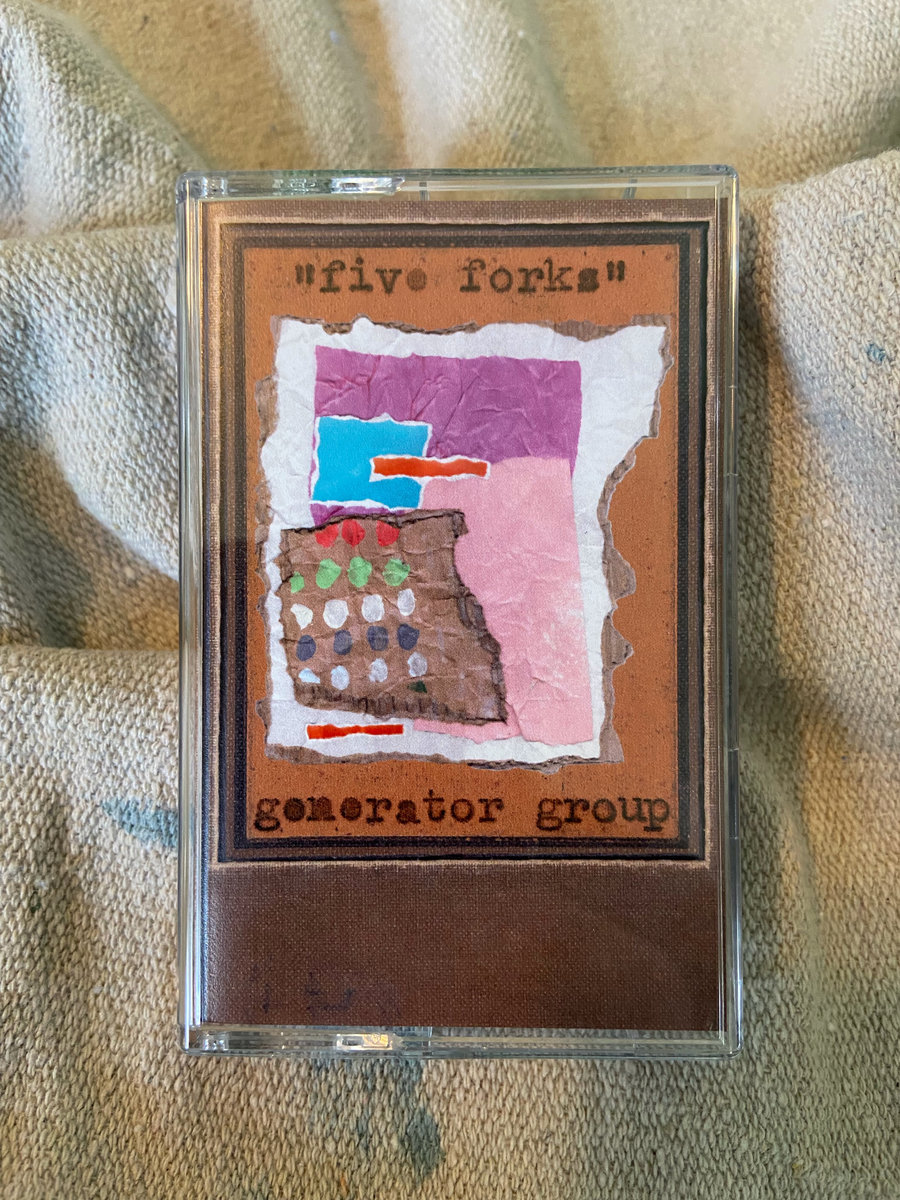 "five forks"
generator group